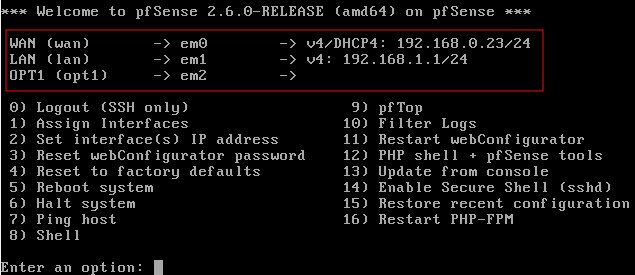 *** Welcome to pfSense 2.6.0-RELEASE (amd64) on pfSense ***
WAN (wan)       -> em0        -> v4/DHCP4: 192.168.0.23/24
LAN (lan)       -> em1        -> v4: 192.168.1.1/24
OPT1 (opt1)     -> em2        ->
0) Logout (SSH only)                  9) pfTop
1) Assign Interfaces                 10) Filter Logs
2) Set interface(s) IP address       11) Restart webConfigurator
3) Reset webConfigurator password    12) PHP shell + pfSense tools
4) Reset to factory defaults         13) Update from console
5) Reboot system                     14) Enable Secure Shell (sshd)
6) Halt system                       15) Restore recent configuration
7) Ping host                         16) Restart PHP-FPM
8) Shell
Enter an option: